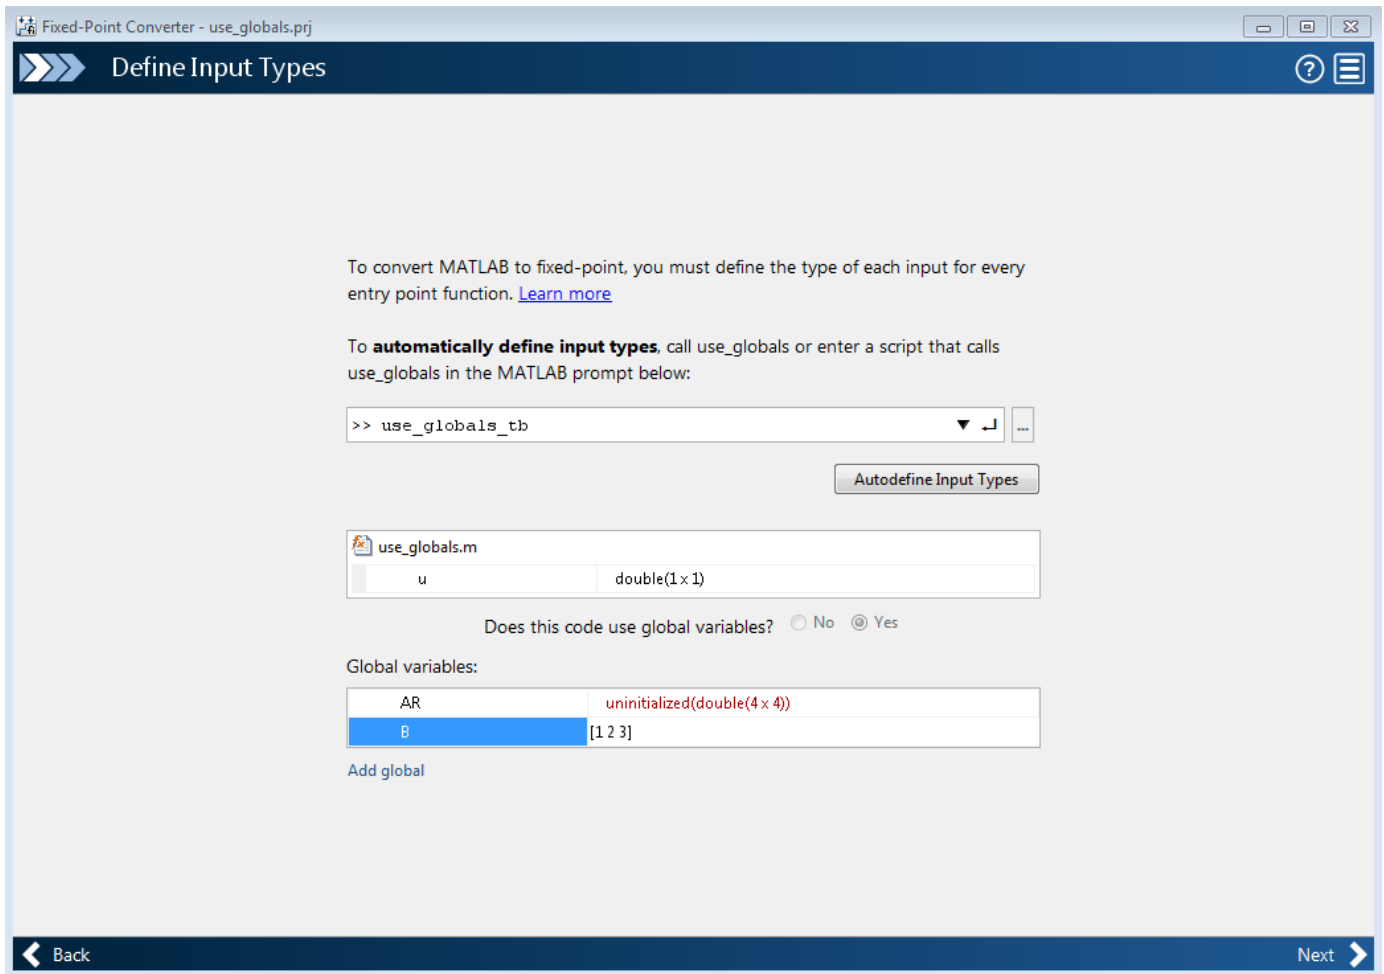 Fixed-Point Converter - use_globals.prj
Define Input Types
To convert MATLAB to fixed-point, you must define the type of each input for every
entry point function. Learn more
To automatically define input types, call use_globals or enter a script that calls
use_globals in the MATLAB prompt below:
>> use_globals_tb
...
Autodefine Input Types
use_globals.m
u double(1 x 1)
Does this code use global variables? No Yes
Global variables:
AR uninitialized(double(4 x 4))
B [1 2 3]
Add global
Back Next